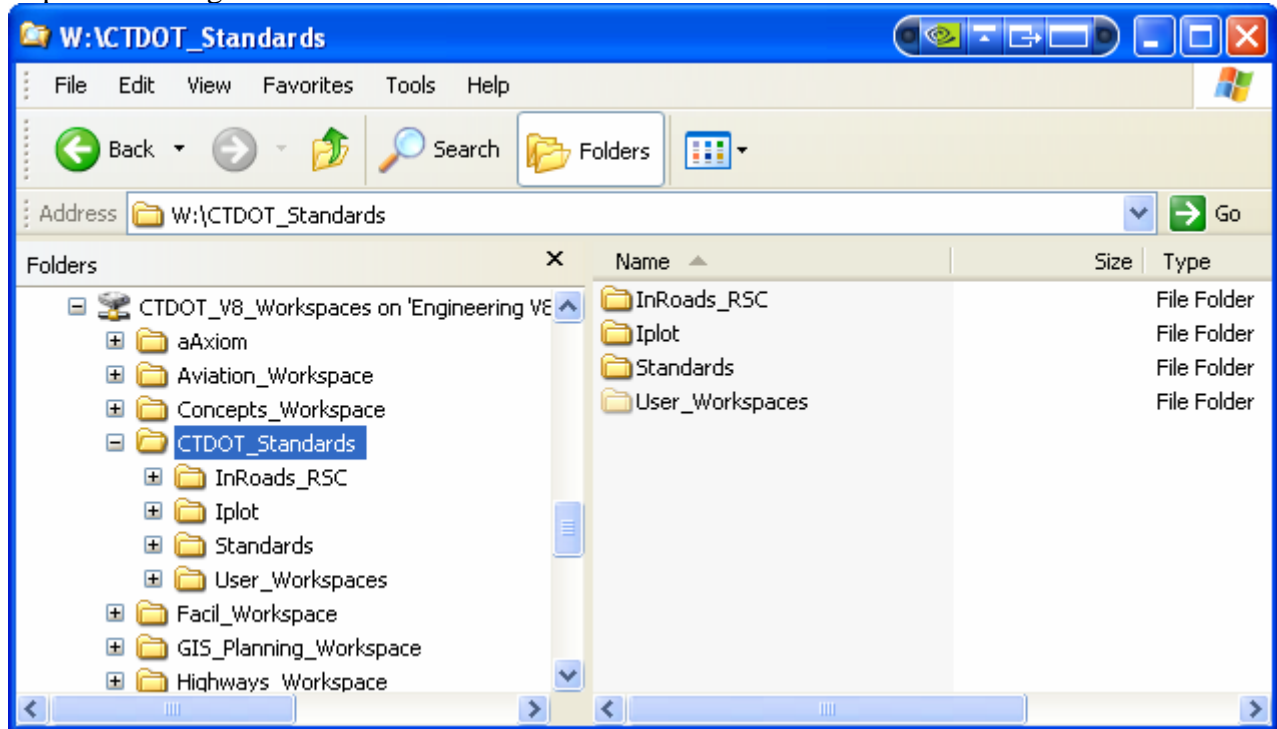 W:\CTDOT_Standards
File Edit View Favorites Tools Help
Back Search Folders
Address W:\CTDOT_Standards Go
Folders Name Size Type
CTDOT_V8_Workspaces on 'Engineering V8
aAxiom
Aviation_Workspace
Concepts_Workspace
CTDOT_Standards
InRoads_RSC
Iplot
Standards
User_Workspaces
Facil_Workspace
GIS_Planning_Workspace
Highways_Workspace
InRoads_RSC File Folder
Iplot File Folder
Standards File Folder
User_Workspaces File Folder